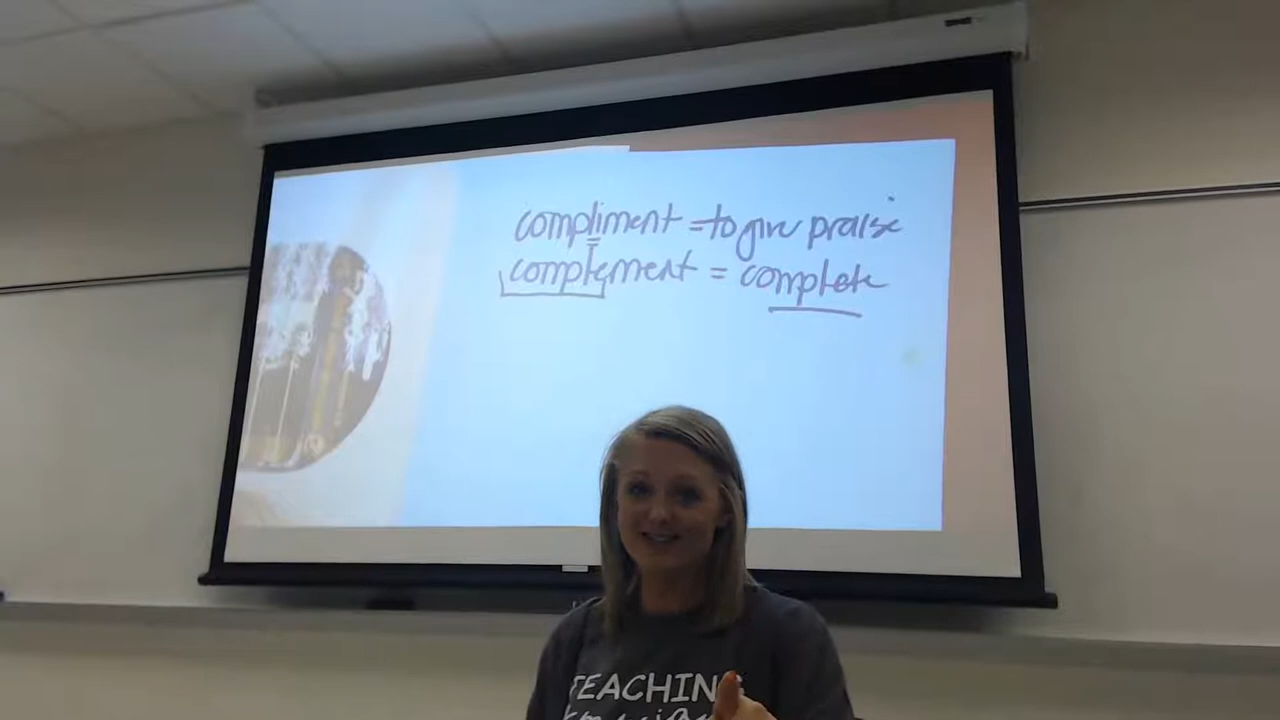 compliment = to give praise
I
complement = complete
TEACHING